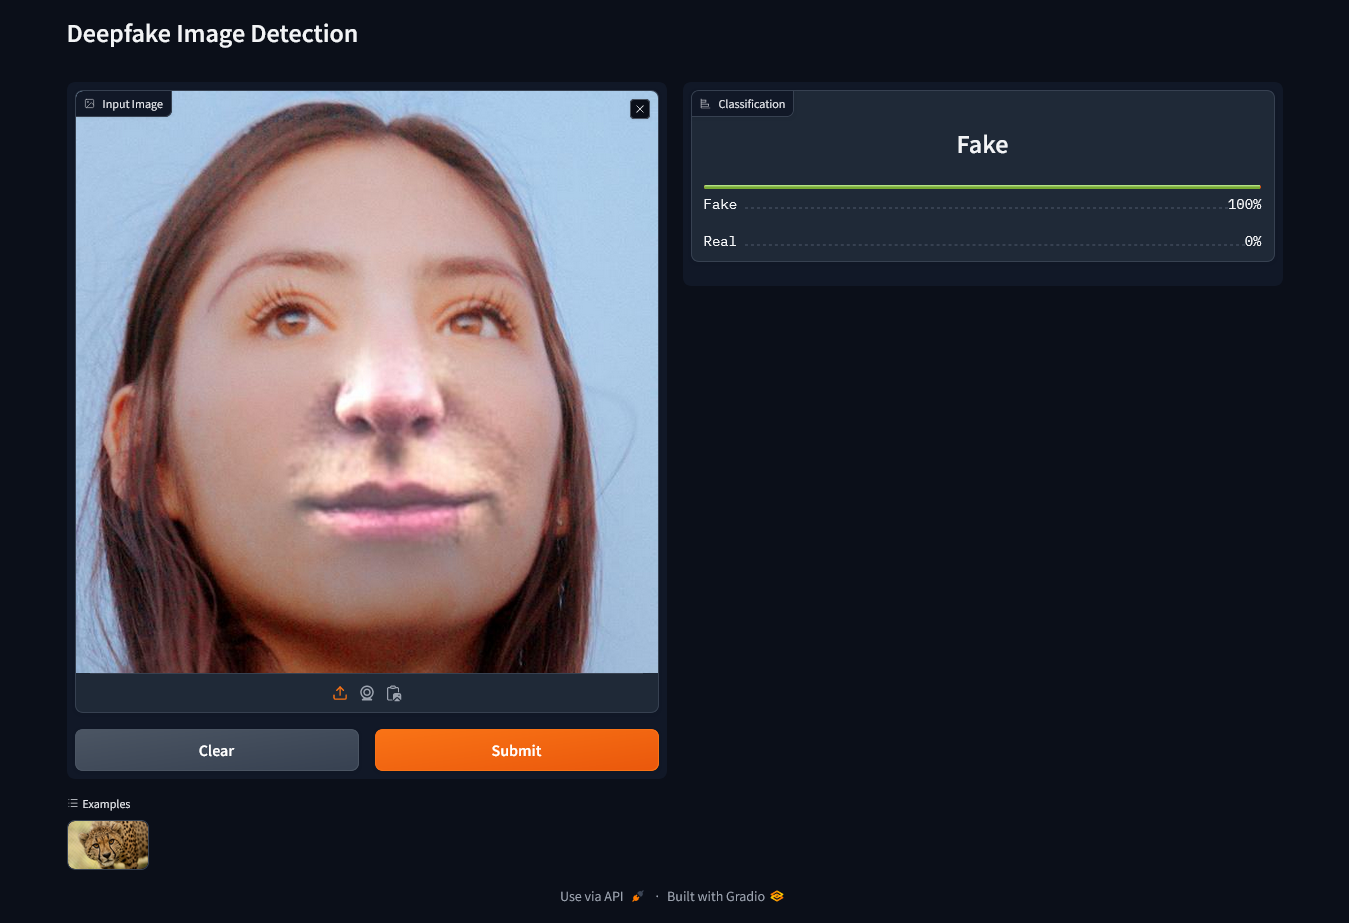 Deepfake Image Detection
Input Image
Classification
Fake
Fake 100%
Real 0%
Clear
Submit
Examples
Use via API · Built with Gradio